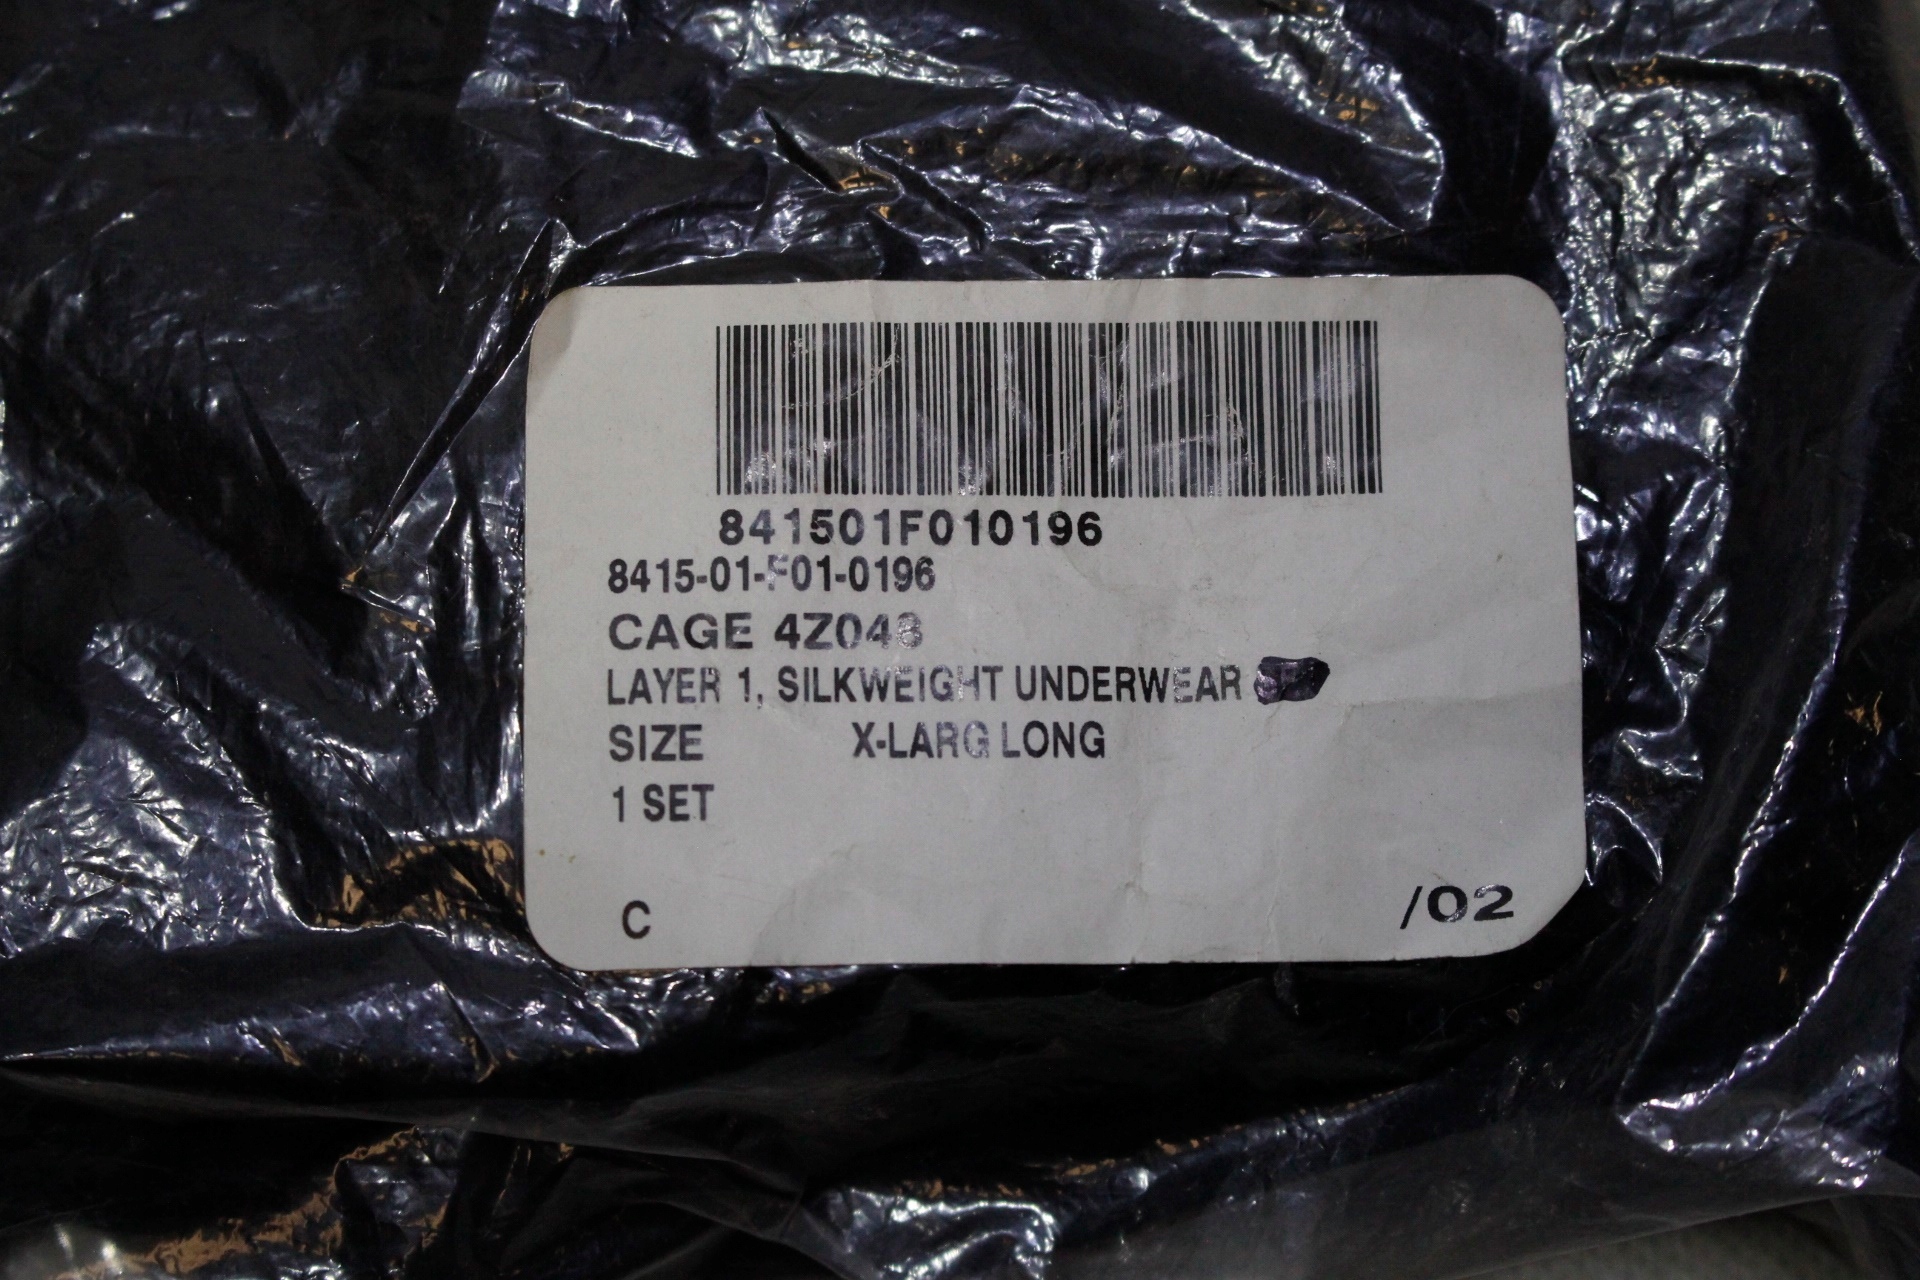 841501F010196
8415-01-F01-0196
CAGE 4Z048
LAYER 1, SILKWEIGHT UNDERWEAR
SIZE X-LARG LONG
1 SET
C /02